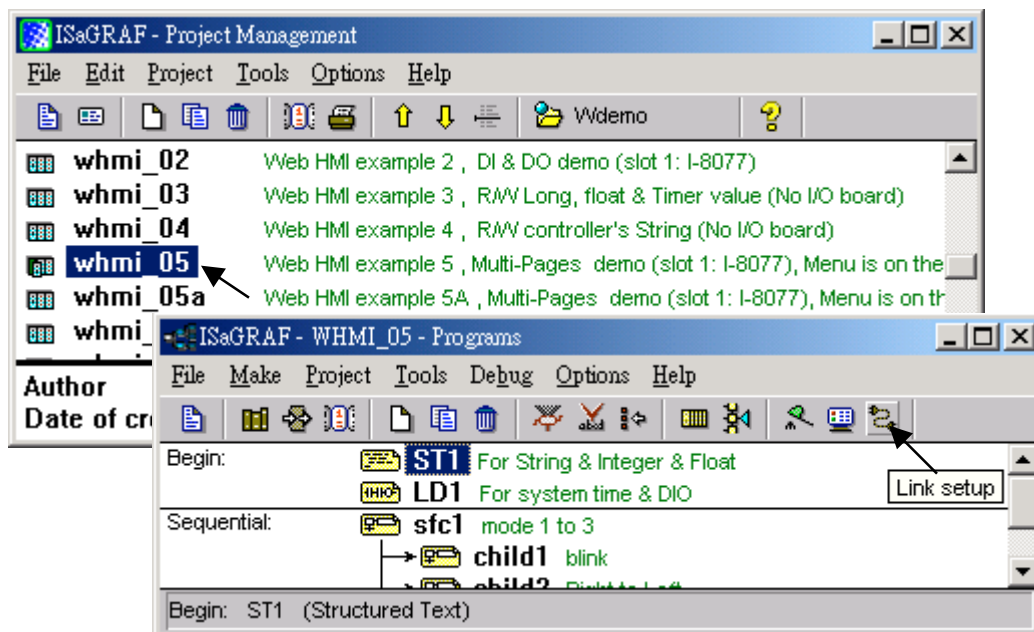 ISaGRAF - Project Management
File Edit Project Tools Options Help
Wdemo
whmi_02 Web HMI example 2 , DI & DO demo (slot 1: I-8077)
whmi_03 Web HMI example 3 , R/W Long, float & Timer value (No I/O board)
whmi_04 Web HMI example 4 , R/W controller's String (No I/O board)
whmi_05 Web HMI example 5 , Multi-Pages demo (slot 1: I-8077), Menu is on the
whmi_05a Web HMI example 5A , Multi-Pages demo (slot 1: I-8077), Menu is on th
whmi_
Author
Date of cr
ISaGRAF - WHMI_05 - Programs
File Make Project Tools Debug Options Help
Begin: ST1 For String & Integer & Float
LD1 For system time & DIO
Link setup
Sequential: sfc1 mode 1 to 3
child1 blink
child2 Right to Left
Begin: ST1 (Structured Text)